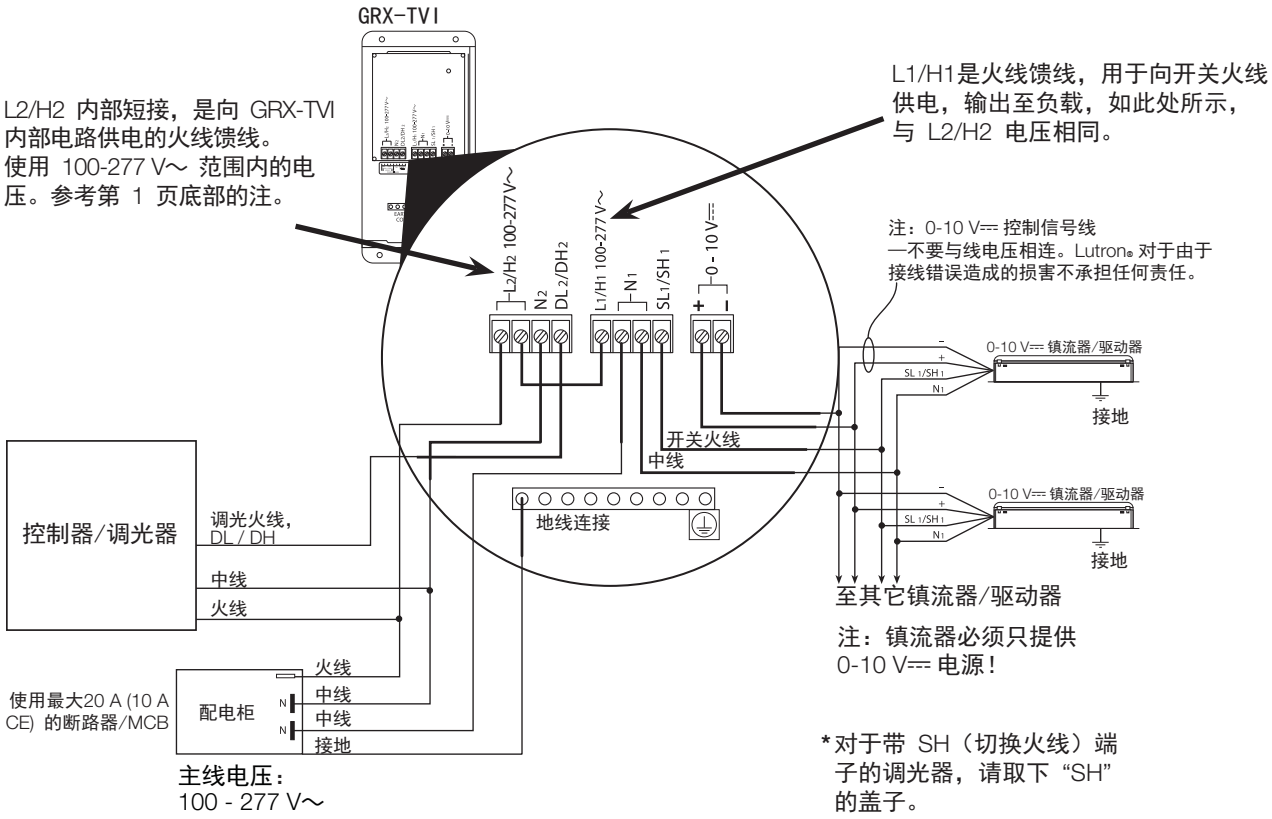 GRX-TVI
L2/H2 内部短接，是向 GRX-TVI
内部电路供电的火线馈线。
使用 100-277 V～ 范围内的电
压。参考第 1 页底部的注。
L1/H1是火线馈线，用于向开关火线
供电，输出至负载，如此处所示，
与 L2/H2 电压相同。
L2/H2 100-277 V～
N2
DL2/DH2
L1/H1 100-277 V～
N1
SL1/SH1
0 - 10 V⎓
+
-
注：0-10 V⎓ 控制信号线
—不要与线电压相连。Lutron® 对于由于
接线错误造成的损害不承担任何责任。
-
+
SL 1/SH 1
N1
0-10 V⎓ 镇流器/驱动器
接地
开关火线
中线
地线连接
-
+
SL 1/SH 1
N1
0-10 V⎓ 镇流器/驱动器
接地
至其它镇流器/驱动器
注：镇流器必须只提供
0-10 V⎓ 电源！
控制器/调光器
调光火线，
DL / DH
中线
火线
使用最大20 A (10 A
CE) 的断路器/MCB
配电柜
N
N
火线
中线
中线
接地
主线电压：
100 - 277 V～
*对于带 SH（切换火线）端
子的调光器，请取下 “SH”
的盖子。